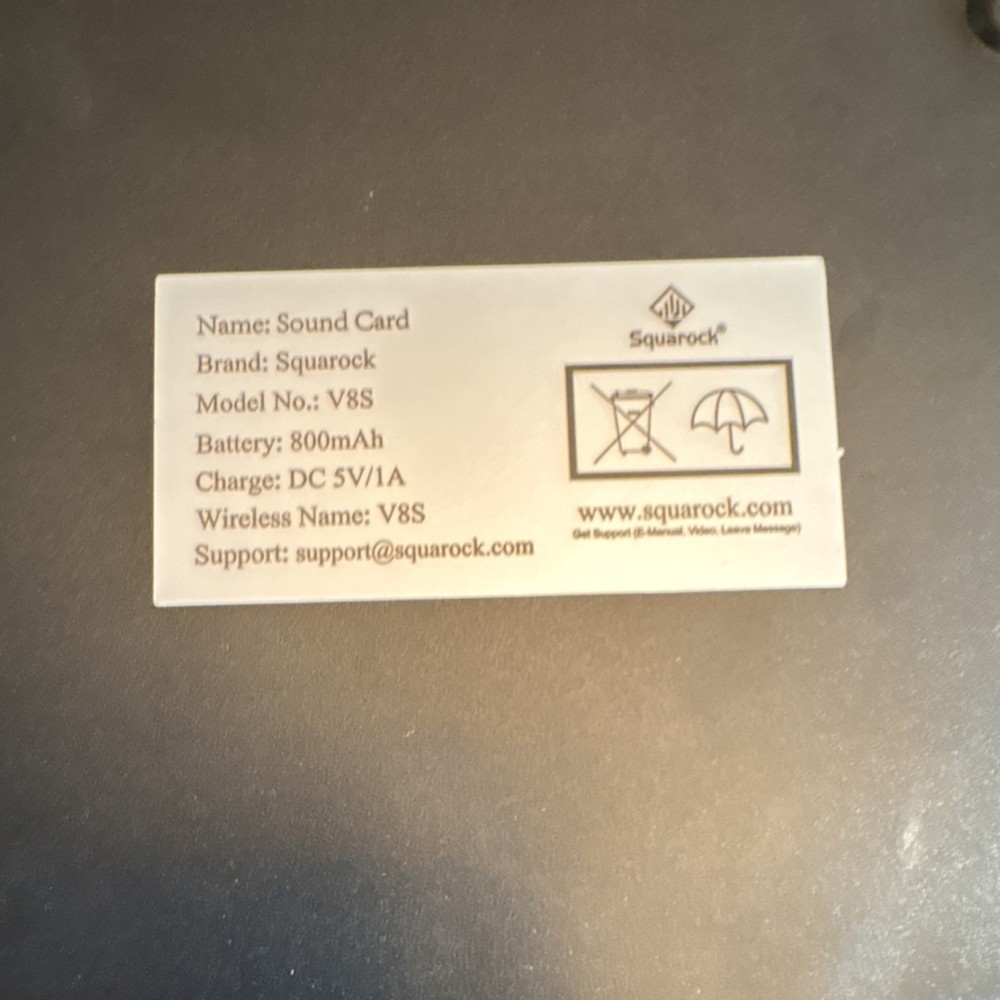 Name: Sound Card
Brand: Squarock
Model No.: V8S
Battery: 800mAh
Charge: DC 5V/1A
Wireless Name: V8S
Support: support@squarock.com
Squarock®
www.squarock.com
Get Support (E-Manual, Video, Leave Message)